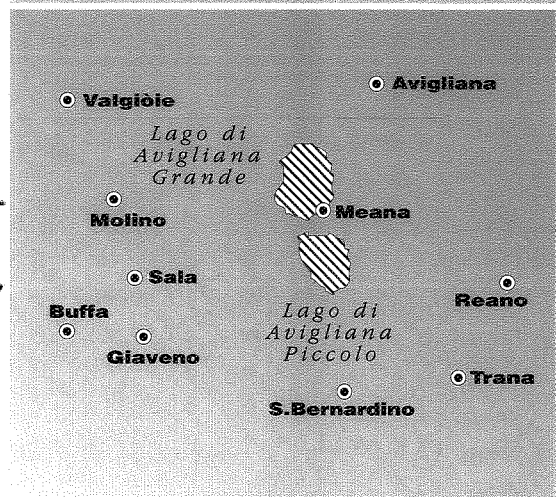 Avigliana
Valgiòie
Lago di
Avigliana
Grande
Meana
Molino
Sala
Reano
Lago di
Avigliana
Piccolo
Buffa
Giaveno
Trana
S.Bernardino